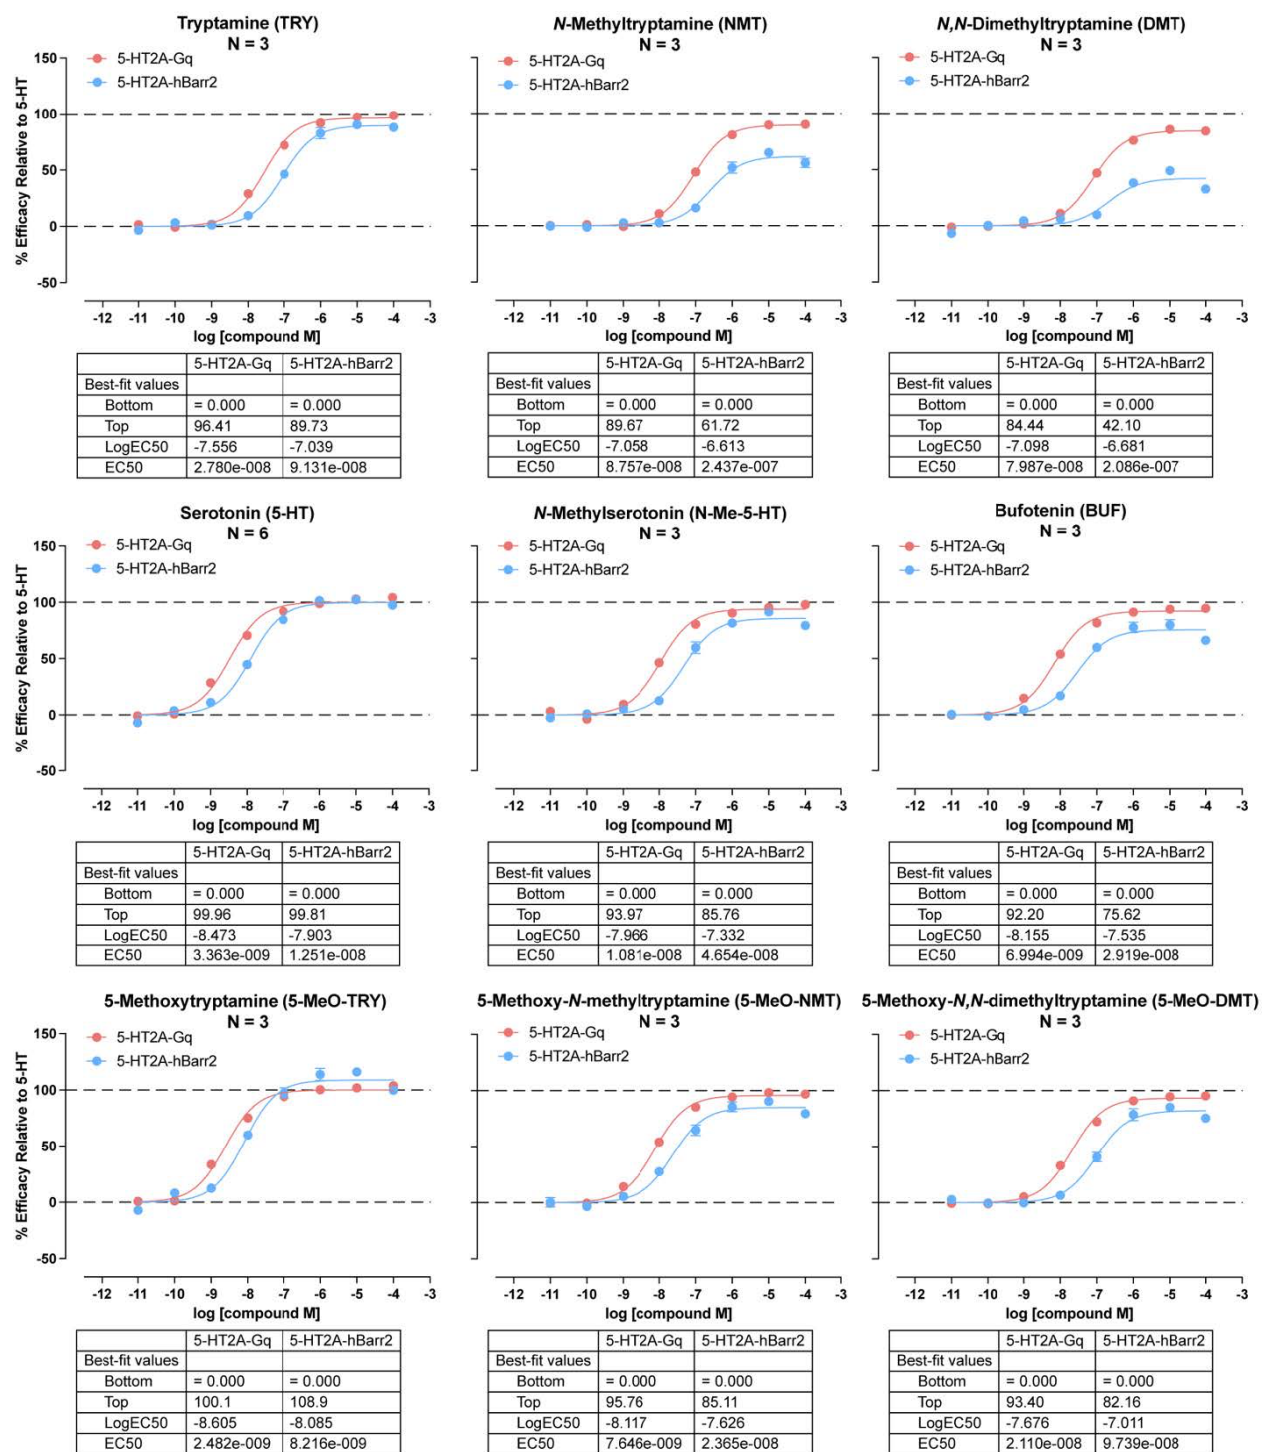 Tryptamine (TRY)
N = 3
5-HT2A-Gq
5-HT2A-hBarr2
% Efficacy Relative to 5-HT
150
100
50
0
-50
-12 -11 -10 -9 -8 -7 -6 -5 -4 -3
log [compound M]
5-HT2A-Gq 5-HT2A-hBarr2
Best-fit values
Bottom = 0.000 = 0.000
Top 96.41 89.73
LogEC50 -7.556 -7.039
EC50 2.780e-008 9.131e-008
N-Methyltryptamine (NMT)
N = 3
5-HT2A-Gq
5-HT2A-hBarr2
-12 -11 -10 -9 -8 -7 -6 -5 -4 -3
log [compound M]
5-HT2A-Gq 5-HT2A-hBarr2
Best-fit values
Bottom = 0.000 = 0.000
Top 89.67 61.72
LogEC50 -7.058 -6.613
EC50 8.757e-008 2.437e-007
N,N-Dimethyltryptamine (DMT)
N = 3
5-HT2A-Gq
5-HT2A-hBarr2
-12 -11 -10 -9 -8 -7 -6 -5 -4 -3
log [compound M]
5-HT2A-Gq 5-HT2A-hBarr2
Best-fit values
Bottom = 0.000 = 0.000
Top 84.44 42.10
LogEC50 -7.098 -6.681
EC50 7.987e-008 2.086e-007
Serotonin (5-HT)
N = 6
5-HT2A-Gq
5-HT2A-hBarr2
% Efficacy Relative to 5-HT
150
100
50
0
-50
-12 -11 -10 -9 -8 -7 -6 -5 -4 -3
log [compound M]
5-HT2A-Gq 5-HT2A-hBarr2
Best-fit values
Bottom = 0.000 = 0.000
Top 99.96 99.81
LogEC50 -8.473 -7.903
EC50 3.363e-009 1.251e-008
N-Methylserotonin (N-Me-5-HT)
N = 3
5-HT2A-Gq
5-HT2A-hBarr2
-12 -11 -10 -9 -8 -7 -6 -5 -4 -3
log [compound M]
5-HT2A-Gq 5-HT2A-hBarr2
Best-fit values
Bottom = 0.000 = 0.000
Top 93.97 85.76
LogEC50 -7.966 -7.332
EC50 1.081e-008 4.654e-008
Bufotenin (BUF)
N = 3
5-HT2A-Gq
5-HT2A-hBarr2
-12 -11 -10 -9 -8 -7 -6 -5 -4 -3
log [compound M]
5-HT2A-Gq 5-HT2A-hBarr2
Best-fit values
Bottom = 0.000 = 0.000
Top 92.20 75.62
LogEC50 -8.155 -7.535
EC50 6.994e-009 2.919e-008
5-Methoxytryptamine (5-MeO-TRY)
N = 3
5-HT2A-Gq
5-HT2A-hBarr2
% Efficacy Relative to 5-HT
150
100
50
0
-50
-12 -11 -10 -9 -8 -7 -6 -5 -4 -3
log [compound M]
5-HT2A-Gq 5-HT2A-hBarr2
Best-fit values
Bottom = 0.000 = 0.000
Top 100.1 108.9
LogEC50 -8.605 -8.085
EC50 2.482e-009 8.216e-009
5-Methoxy-N-methyltryptamine (5-MeO-NMT)
N = 3
5-HT2A-Gq
5-HT2A-hBarr2
-12 -11 -10 -9 -8 -7 -6 -5 -4 -3
log [compound M]
5-HT2A-Gq 5-HT2A-hBarr2
Best-fit values
Bottom = 0.000 = 0.000
Top 95.76 85.11
LogEC50 -8.117 -7.626
EC50 7.646e-009 2.365e-008
5-Methoxy-N,N-dimethyltryptamine (5-MeO-DMT)
N = 3
5-HT2A-Gq
5-HT2A-hBarr2
-12 -11 -10 -9 -8 -7 -6 -5 -4 -3
log [compound M]
5-HT2A-Gq 5-HT2A-hBarr2
Best-fit values
Bottom = 0.000 = 0.000
Top 93.40 82.16
LogEC50 -7.676 -7.011
EC50 2.110e-008 9.739e-008